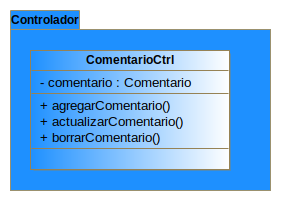 Controlador
ComentarioCtrl
- comentario : Comentario
+ agregarComentario()
+ actualizarComentario()
+ borrarComentario()